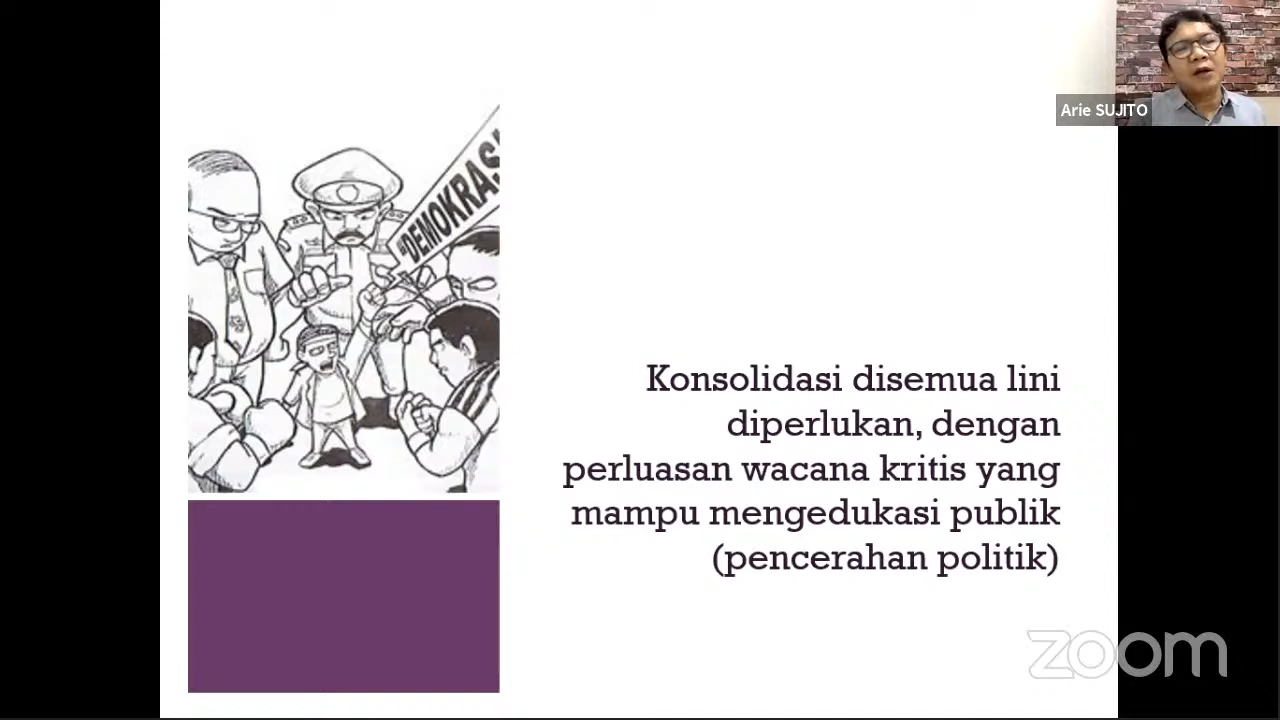 Arie SUJITO
"DEMOKRASI
Konsolidasi disemua lini
diperlukan, dengan
perluasan wacana kritis yang
mampu mengedukasi publik
(pencerahan politik)
zoom